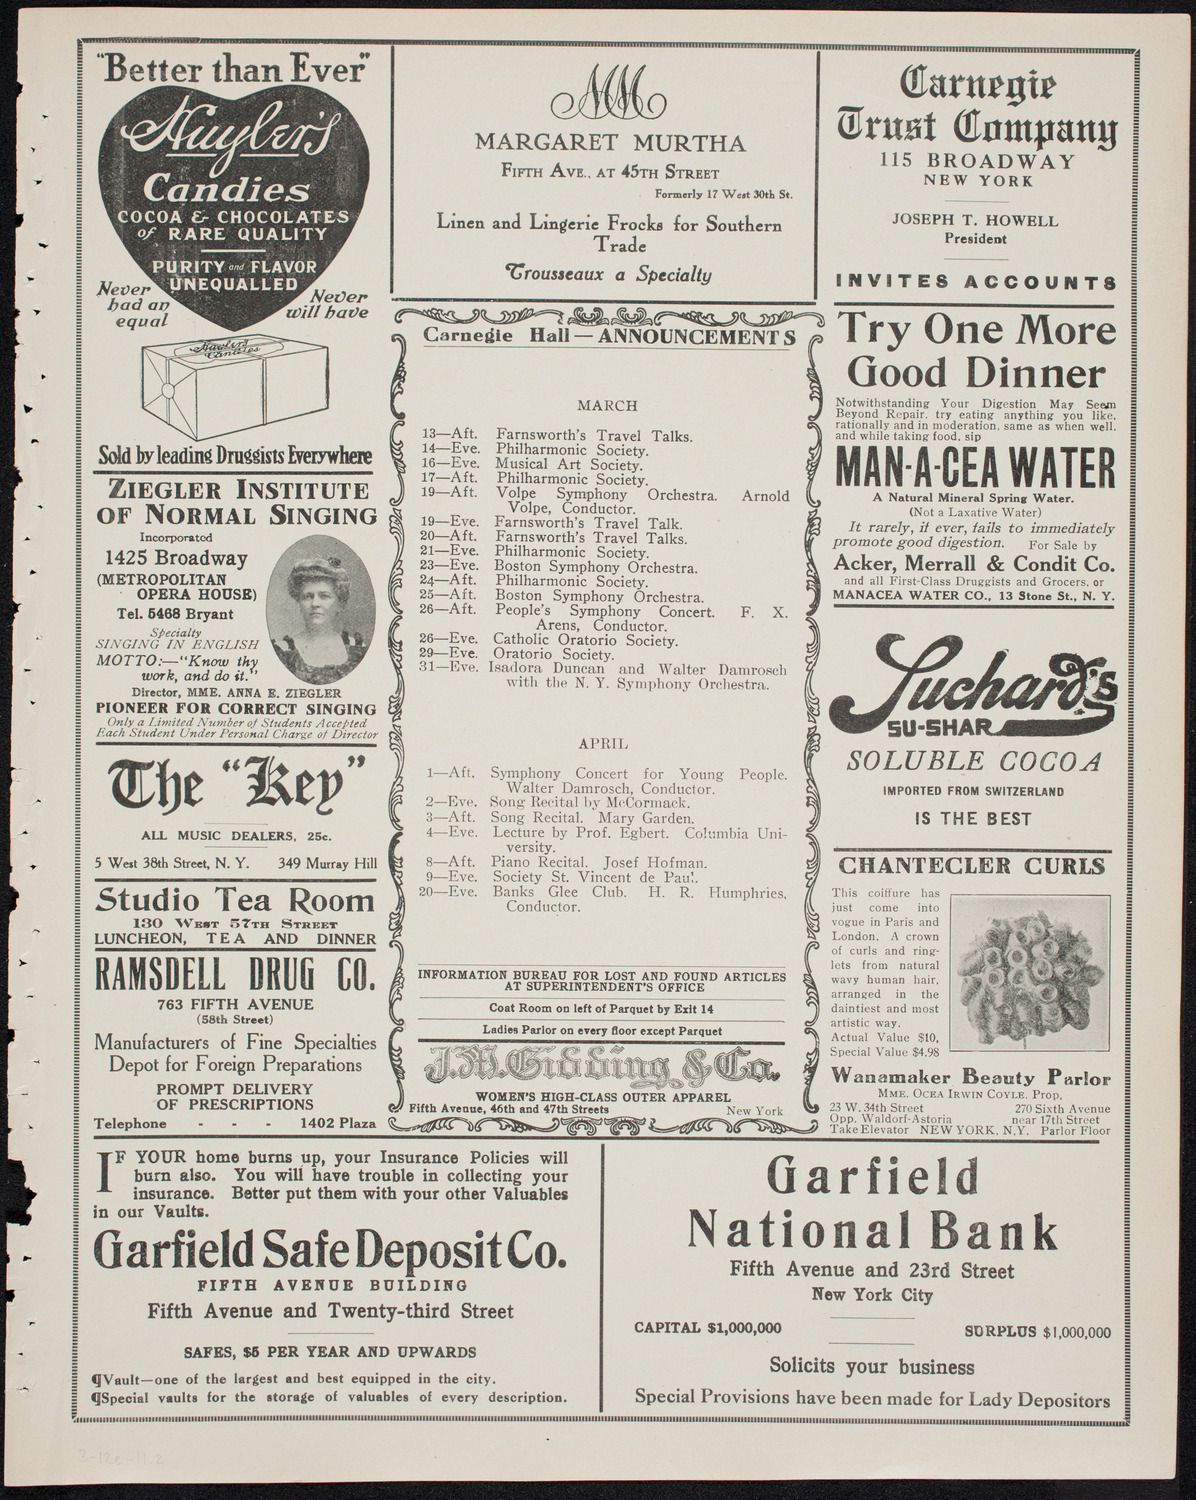 "Better than Ever"
Huyler's
Candies
COCOA & CHOCOLATES
of RARE QUALITY
PURITY and FLAVOR
UNEQUALLED
Never
had an
equal
Never
will have
Huyler's
Candies
Sold by leading Druggists Everywhere
ZIEGLER INSTITUTE
OF NORMAL SINGING
Incorporated
1425 Broadway
(METROPOLITAN
OPERA HOUSE)
Tel. 5468 Bryant
Specialty
SINGING IN ENGLISH
MOTTO:—"Know thy
work, and do it."
Director, MME. ANNA E. ZIEGLER
PIONEER FOR CORRECT SINGING
Only a Limited Number of Students Accepted
Each Student Under Personal Charge of Director
The "Key"
ALL MUSIC DEALERS, 25c.
5 West 38th Street, N. Y. 349 Murray Hill
Studio Tea Room
130 WEST 57TH STREET
LUNCHEON, TEA AND DINNER
RAMSDELL DRUG CO.
763 FIFTH AVENUE
(58th Street)
Manufacturers of Fine Specialties
Depot for Foreign Preparations
PROMPT DELIVERY
OF PRESCRIPTIONS
Telephone - - - 1402 Plaza
MM
MARGARET MURTHA
FIFTH AVE., AT 45TH STREET
Formerly 17 West 30th St.
Linen and Lingerie Frocks for Southern
Trade
Trousseaux a Specialty
Carnegie Hall—ANNOUNCEMENTS
MARCH
13—Aft. Farnsworth's Travel Talks.
14—Eve. Philharmonic Society.
16—Eve. Musical Art Society.
17—Aft. Philharmonic Society.
19—Aft. Volpe Symphony Orchestra. Arnold
Volpe, Conductor.
19—Eve. Farnsworth's Travel Talk.
20—Aft. Farnsworth's Travel Talks.
21—Eve. Philharmonic Society.
23—Eve. Boston Symphony Orchestra.
24—Aft. Philharmonic Society.
25—Aft. Boston Symphony Orchestra.
26—Aft. People's Symphony Concert. F. X.
Arens, Conductor.
26—Eve. Catholic Oratorio Society.
29—Eve. Oratorio Society.
31—Eve. Isadora Duncan and Walter Damrosch
with the N. Y. Symphony Orchestra.
APRIL
1—Aft. Symphony Concert for Young People.
Walter Damrosch, Conductor.
2—Eve. Song Recital by McCormack.
3—Aft. Song Recital. Mary Garden.
4—Eve. Lecture by Prof. Egbert. Columbia Uni-
versity.
8—Aft. Piano Recital. Josef Hofman.
9—Eve. Society St. Vincent de Paul.
20—Eve. Banks Glee Club. H. R. Humphries,
Conductor.
INFORMATION BUREAU FOR LOST AND FOUND ARTICLES
AT SUPERINTENDENT'S OFFICE
Coat Room on left of Parquet by Exit 14
Ladies Parlor on every floor except Parquet
J.M. Gidding & Co.
WOMEN'S HIGH-CLASS OUTER APPAREL
Fifth Avenue, 46th and 47th Streets New York
Carnegie
Trust Company
115 BROADWAY
NEW YORK
JOSEPH T. HOWELL
President
INVITES ACCOUNTS
Try One More
Good Dinner
Notwithstanding Your Digestion May Seem
Beyond Repair, try eating anything you like,
rationally and in moderation, same as when well,
and while taking food, sip
MAN-A-CEA WATER
A Natural Mineral Spring Water.
(Not a Laxative Water)
It rarely, if ever, fails to immediately
promote good digestion. For Sale by
Acker, Merrall & Condit Co.
and all First-Class Druggists and Grocers, or
MANACEA WATER CO., 13 Stone St., N. Y.
Suchard's
SU-SHAR
SOLUBLE COCOA
IMPORTED FROM SWITZERLAND
IS THE BEST
CHANTECLER CURLS
This coiffure has
just come into
vogue in Paris and
London. A crown
of curls and ring-
lets from natural
wavy human hair,
arranged in the
daintiest and most
artistic way.
Actual Value $10,
Special Value $4.98
Wanamaker Beauty Parlor
MME. OCEA IRWIN COYLE, Prop,
23 W. 34th Street 270 Sixth Avenue
Opp. Waldorf-Astoria near 17th Street
Take Elevator NEW YORK, N.Y. Parlor Floor
IF YOUR home burns up, your Insurance Policies will
burn also. You will have trouble in collecting your
insurance. Better put them with your other Valuables
in our Vaults.
Garfield Safe Deposit Co.
FIFTH AVENUE BUILDING
Fifth Avenue and Twenty-third Street
SAFES, $5 PER YEAR AND UPWARDS
¶Vault—one of the largest and best equipped in the city.
¶Special vaults for the storage of valuables of every description.
Garfield
National Bank
Fifth Avenue and 23rd Street
New York City
CAPITAL $1,000,000 SURPLUS $1,000,000
Solicits your business
Special Provisions have been made for Lady Depositors